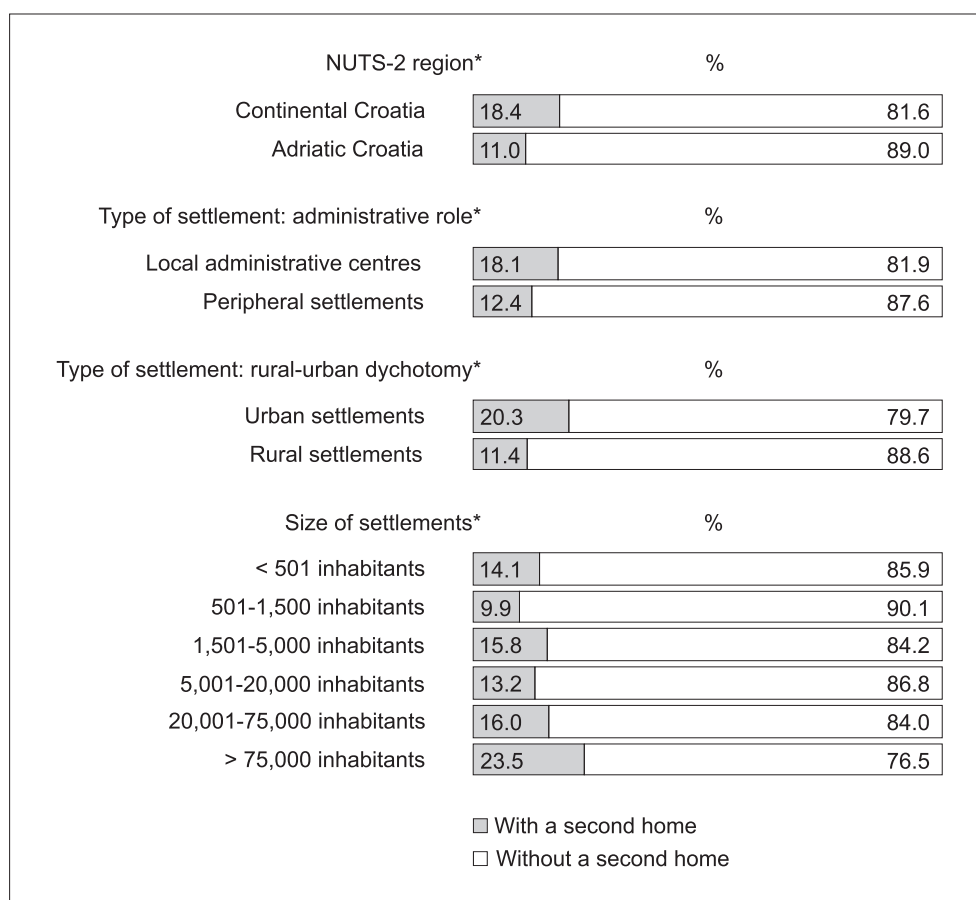 NUTS-2 region* %
Continental Croatia 18.4 81.6
Adriatic Croatia 11.0 89.0
Type of settlement: administrative role* %
Local administrative centres 18.1 81.9
Peripheral settlements 12.4 87.6
Type of settlement: rural-urban dychotomy* %
Urban settlements 20.3 79.7
Rural settlements 11.4 88.6
Size of settlements* %
< 501 inhabitants 14.1 85.9
501-1,500 inhabitants 9.9 90.1
1,501-5,000 inhabitants 15.8 84.2
5,001-20,000 inhabitants 13.2 86.8
20,001-75,000 inhabitants 16.0 84.0
> 75,000 inhabitants 23.5 76.5
With a second home
Without a second home